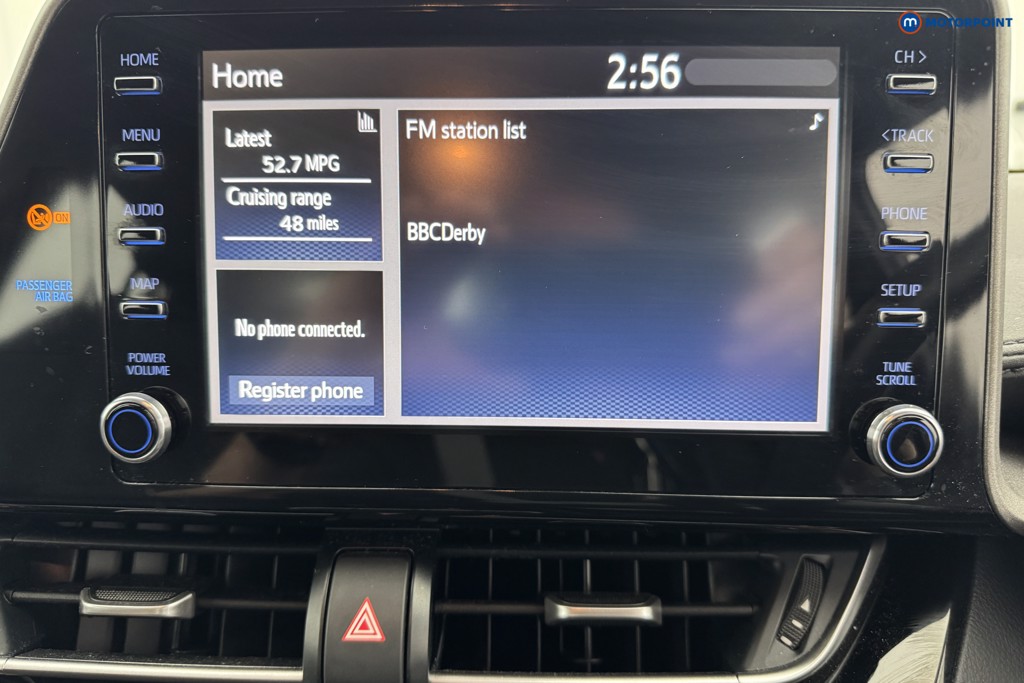 MOTORPOINT
HOME
MENU
AUDIO
MAP
POWER
VOLUME
ON
PASSENGER
AIR BAG
Home
2:56
Latest
52.7 MPG
Cruising range
48 miles
No phone connected.
Register phone
FM station list
BBCDerby
CH >
<TRACK
PHONE
SETUP
TUNE
SCROLL